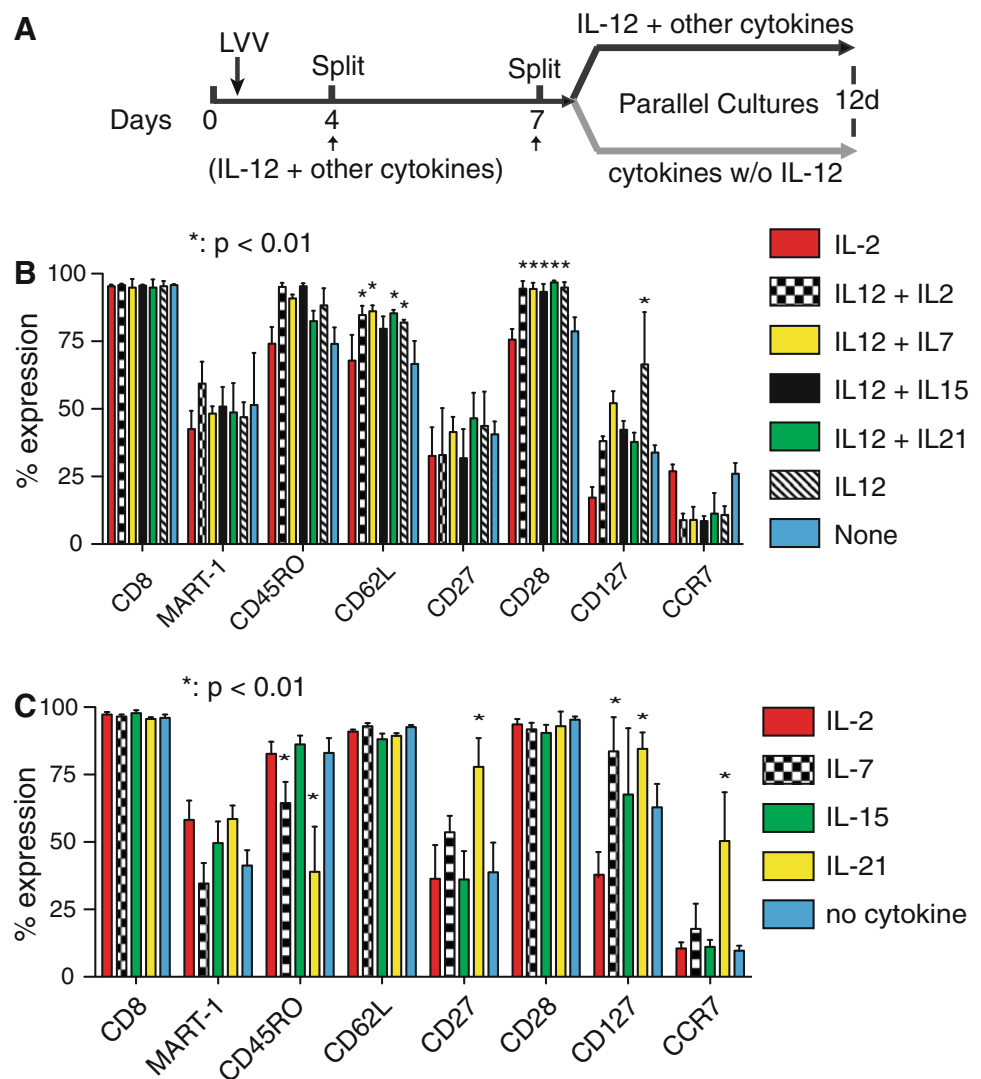 A
LVV
Split
Split
IL-12 + other cytokines
Parallel Cultures
12d
Days
0
4
7
(IL-12 + other cytokines)
cytokines w/o IL-12
B
*: p < 0.01
% expression
100
75
50
25
0
* * * *
*****
*
CD8
MART-1
CD45RO
CD62L
CD27
CD28
CD127
CCR7
IL-2
IL12 + IL2
IL12 + IL7
IL12 + IL15
IL12 + IL21
IL12
None
C
*: p < 0.01
% expression
100
75
50
25
0
* *
*
* *
*
CD8
MART-1
CD45RO
CD62L
CD27
CD28
CD127
CCR7
IL-2
IL-7
IL-15
IL-21
no cytokine